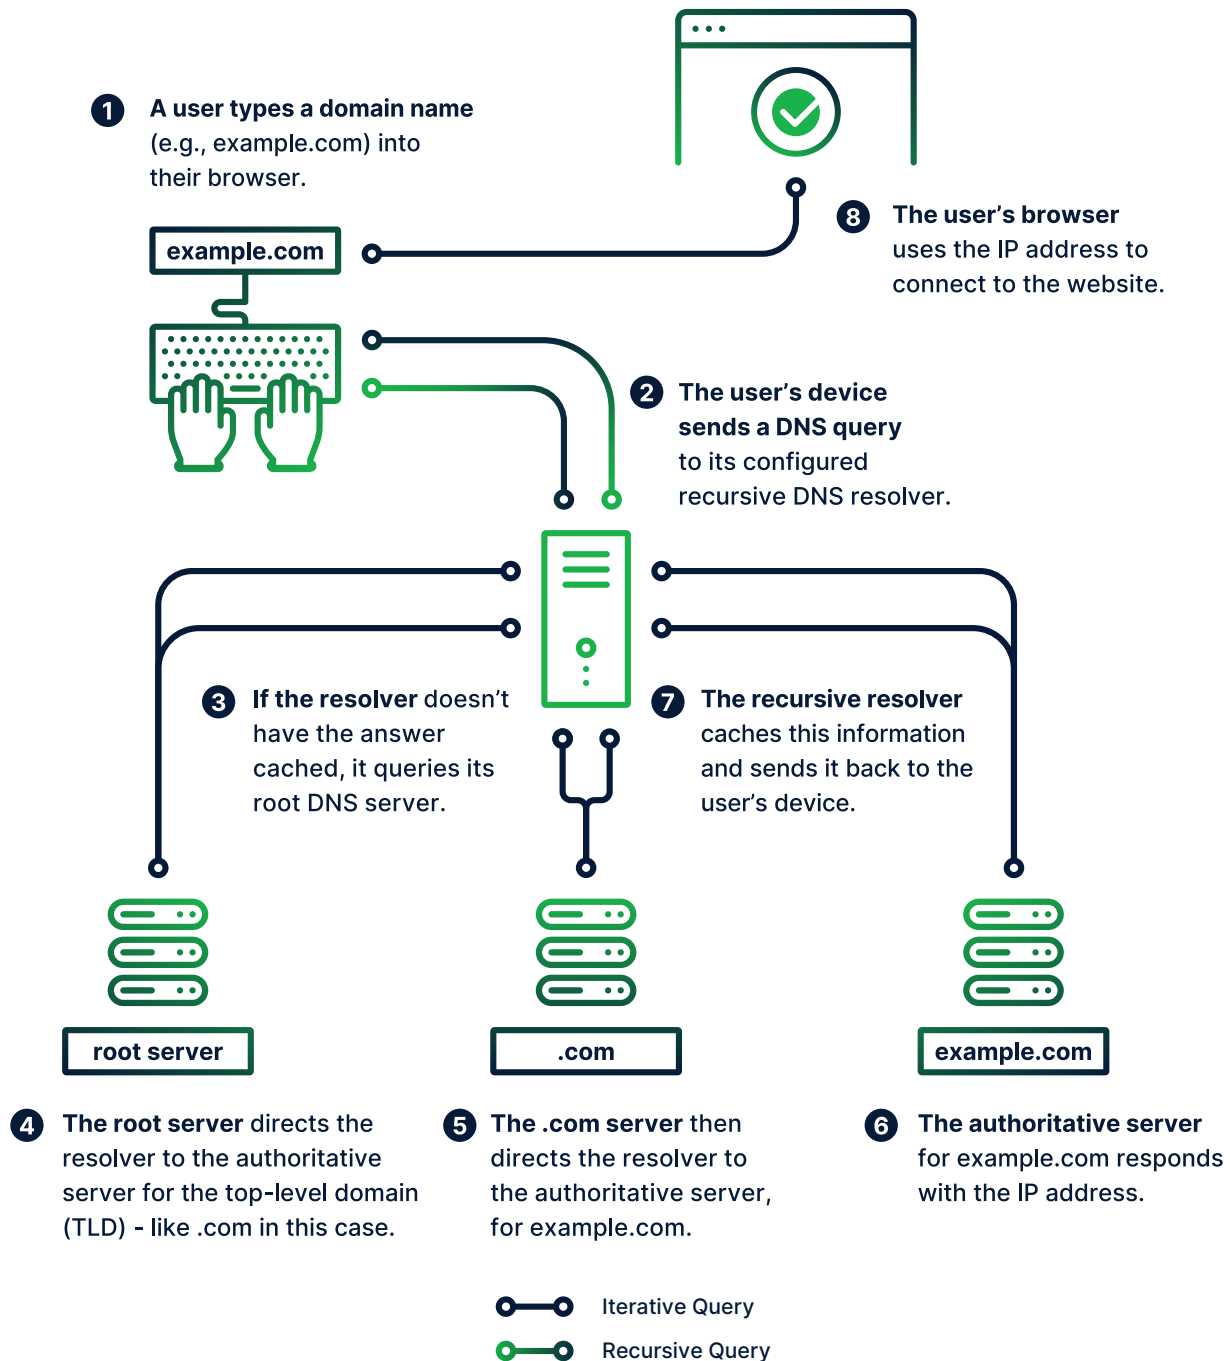 1 A user types a domain name
(e.g., example.com) into
their browser.
example.com
8 The user’s browser
uses the IP address to
connect to the website.
2 The user’s device
sends a DNS query
to its configured
recursive DNS resolver.
3 If the resolver doesn’t
have the answer
cached, it queries its
root DNS server.
7 The recursive resolver
caches this information
and sends it back to the
user’s device.
root server
.com
example.com
4 The root server directs the
resolver to the authoritative
server for the top-level domain
(TLD) - like .com in this case.
5 The .com server then
directs the resolver to
the authoritative server,
for example.com.
6 The authoritative server
for example.com responds
with the IP address.
Iterative Query
Recursive Query